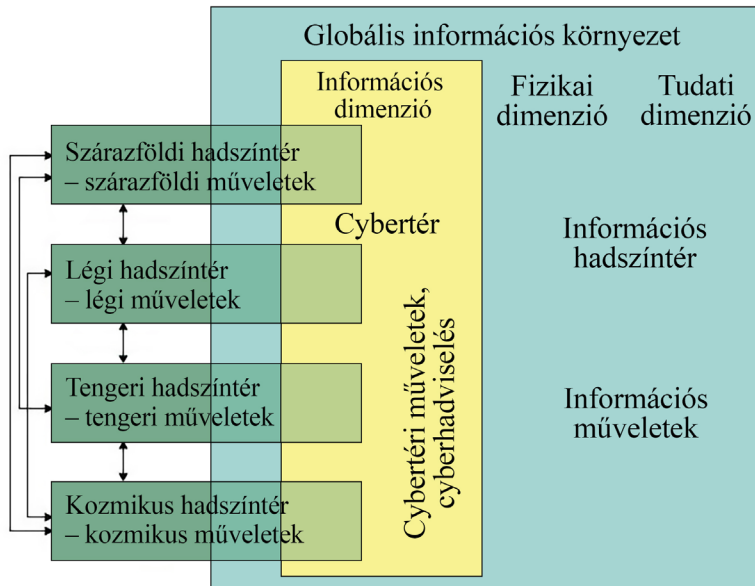 Globális információs környezet
Információs
dimenzió
Fizikai
dimenzió
Tudati
dimenzió
Szárazföldi hadszíntér
– szárazföldi műveletek
Cybertér
Információs
hadszíntér
Légi hadszíntér
– légi műveletek
Cybertéri műveletek,
cyberhadviselés
Tengeri hadszíntér
– tengeri műveletek
Információs
műveletek
Kozmikus hadszíntér
– kozmikus műveletek